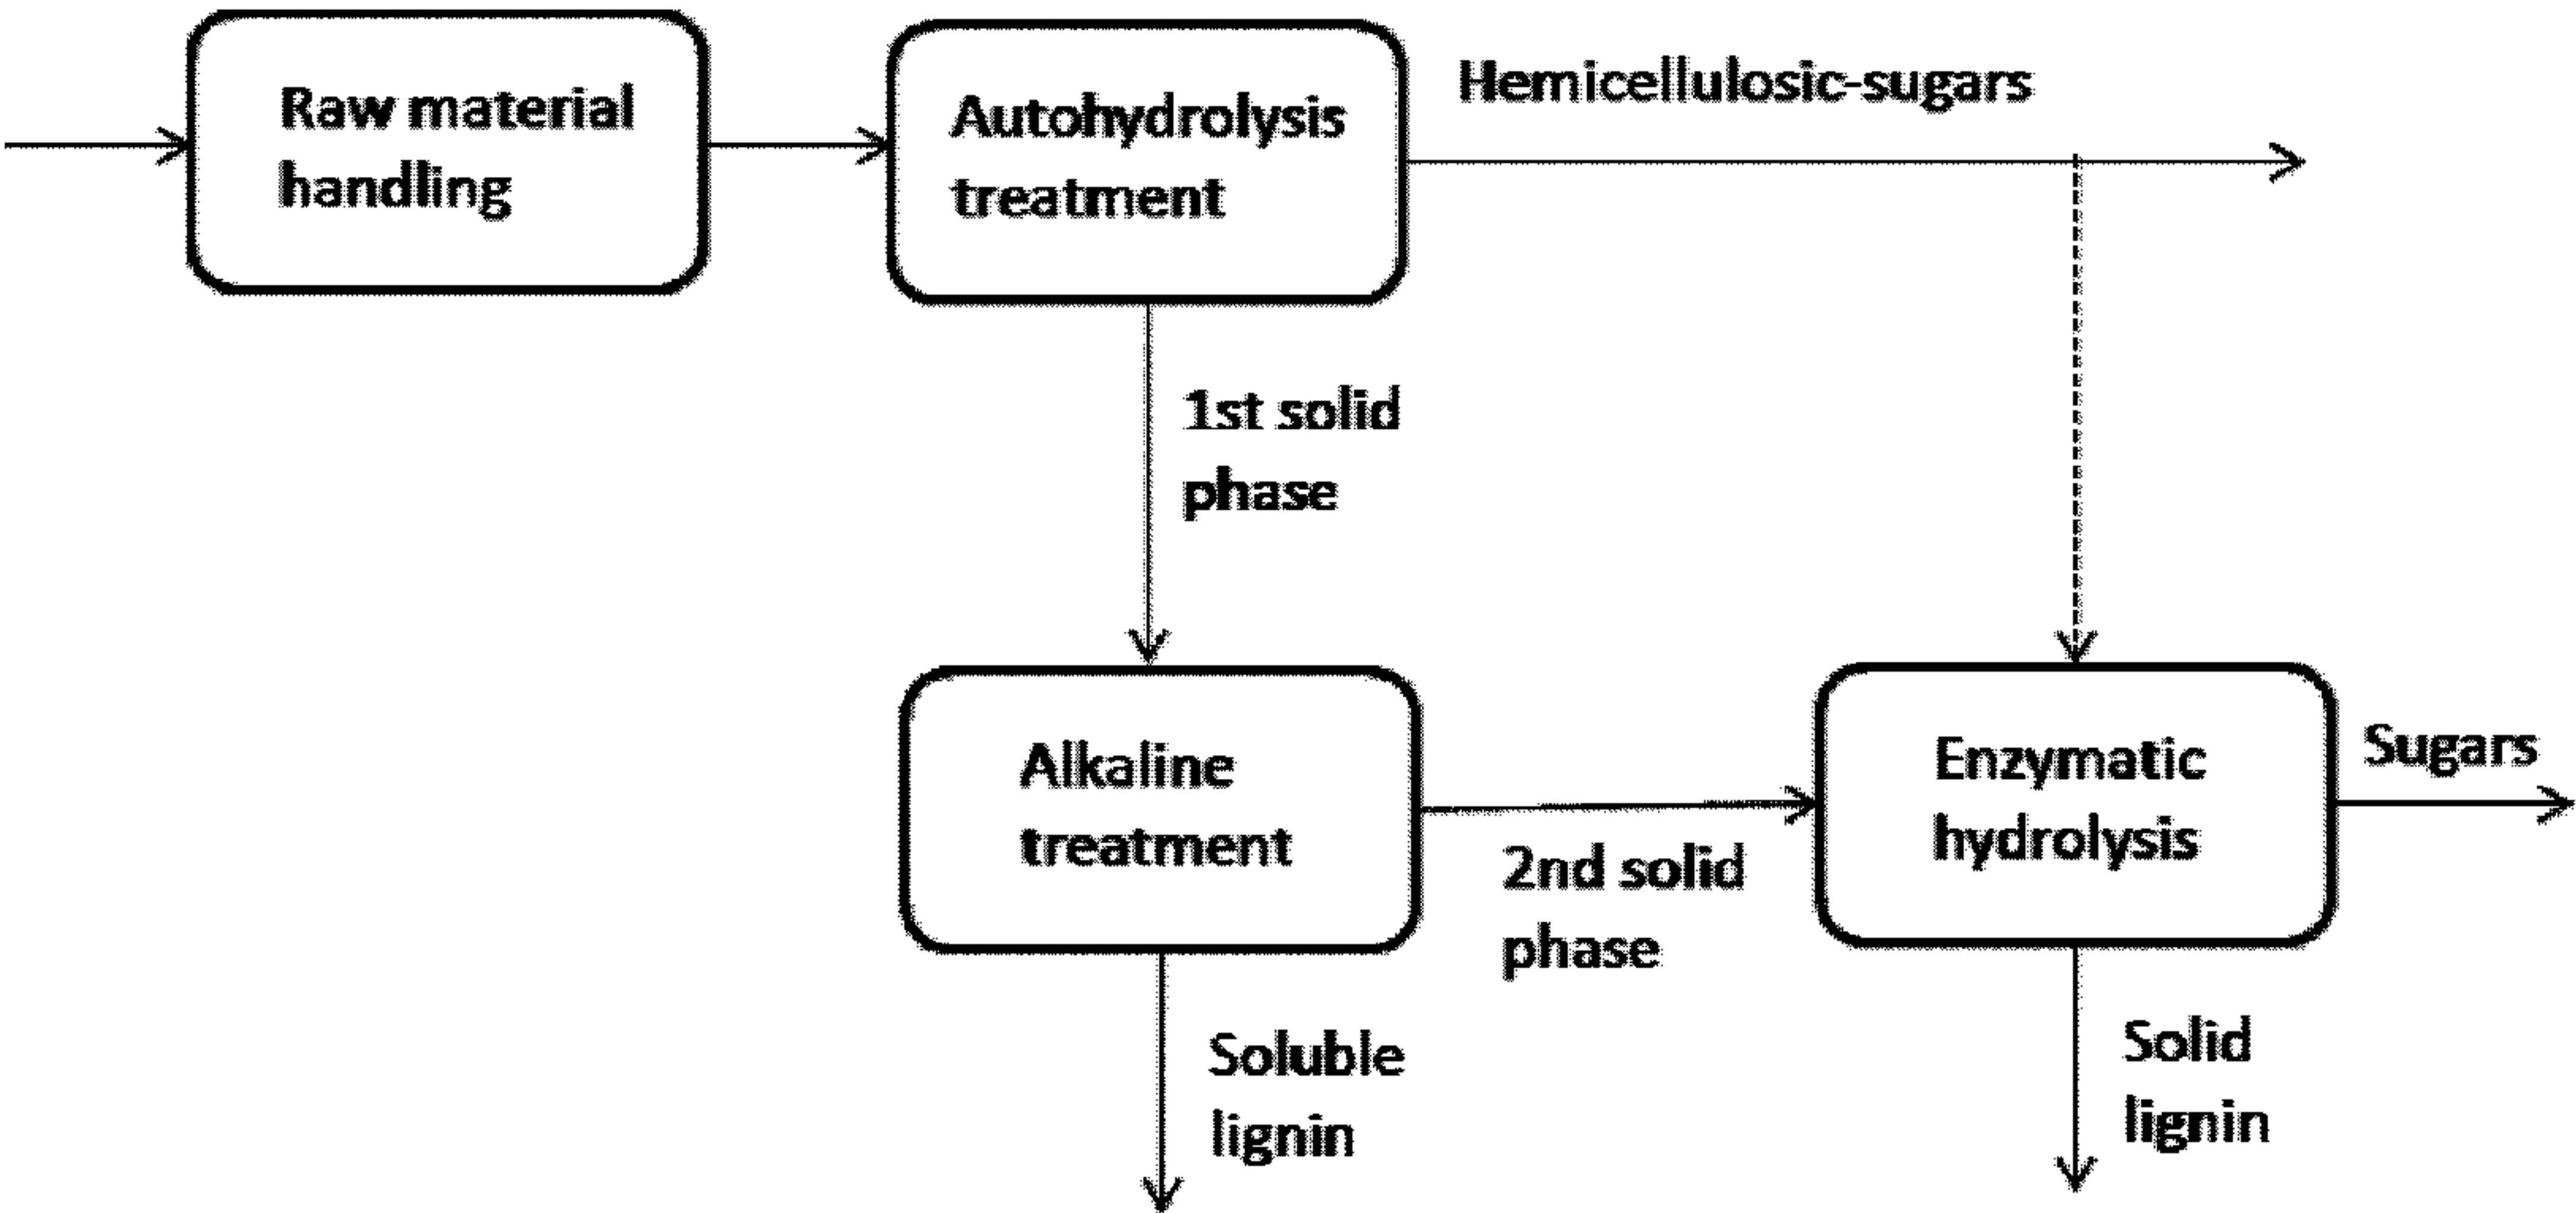 Raw material
handling
Autohydrolysis
treatment
Hemicellulosic-sugars
1st solid
phase
Alkaline
treatment
2nd solid
phase
Enzymatic
hydrolysis
Sugars
Soluble
lignin
Solid
lignin